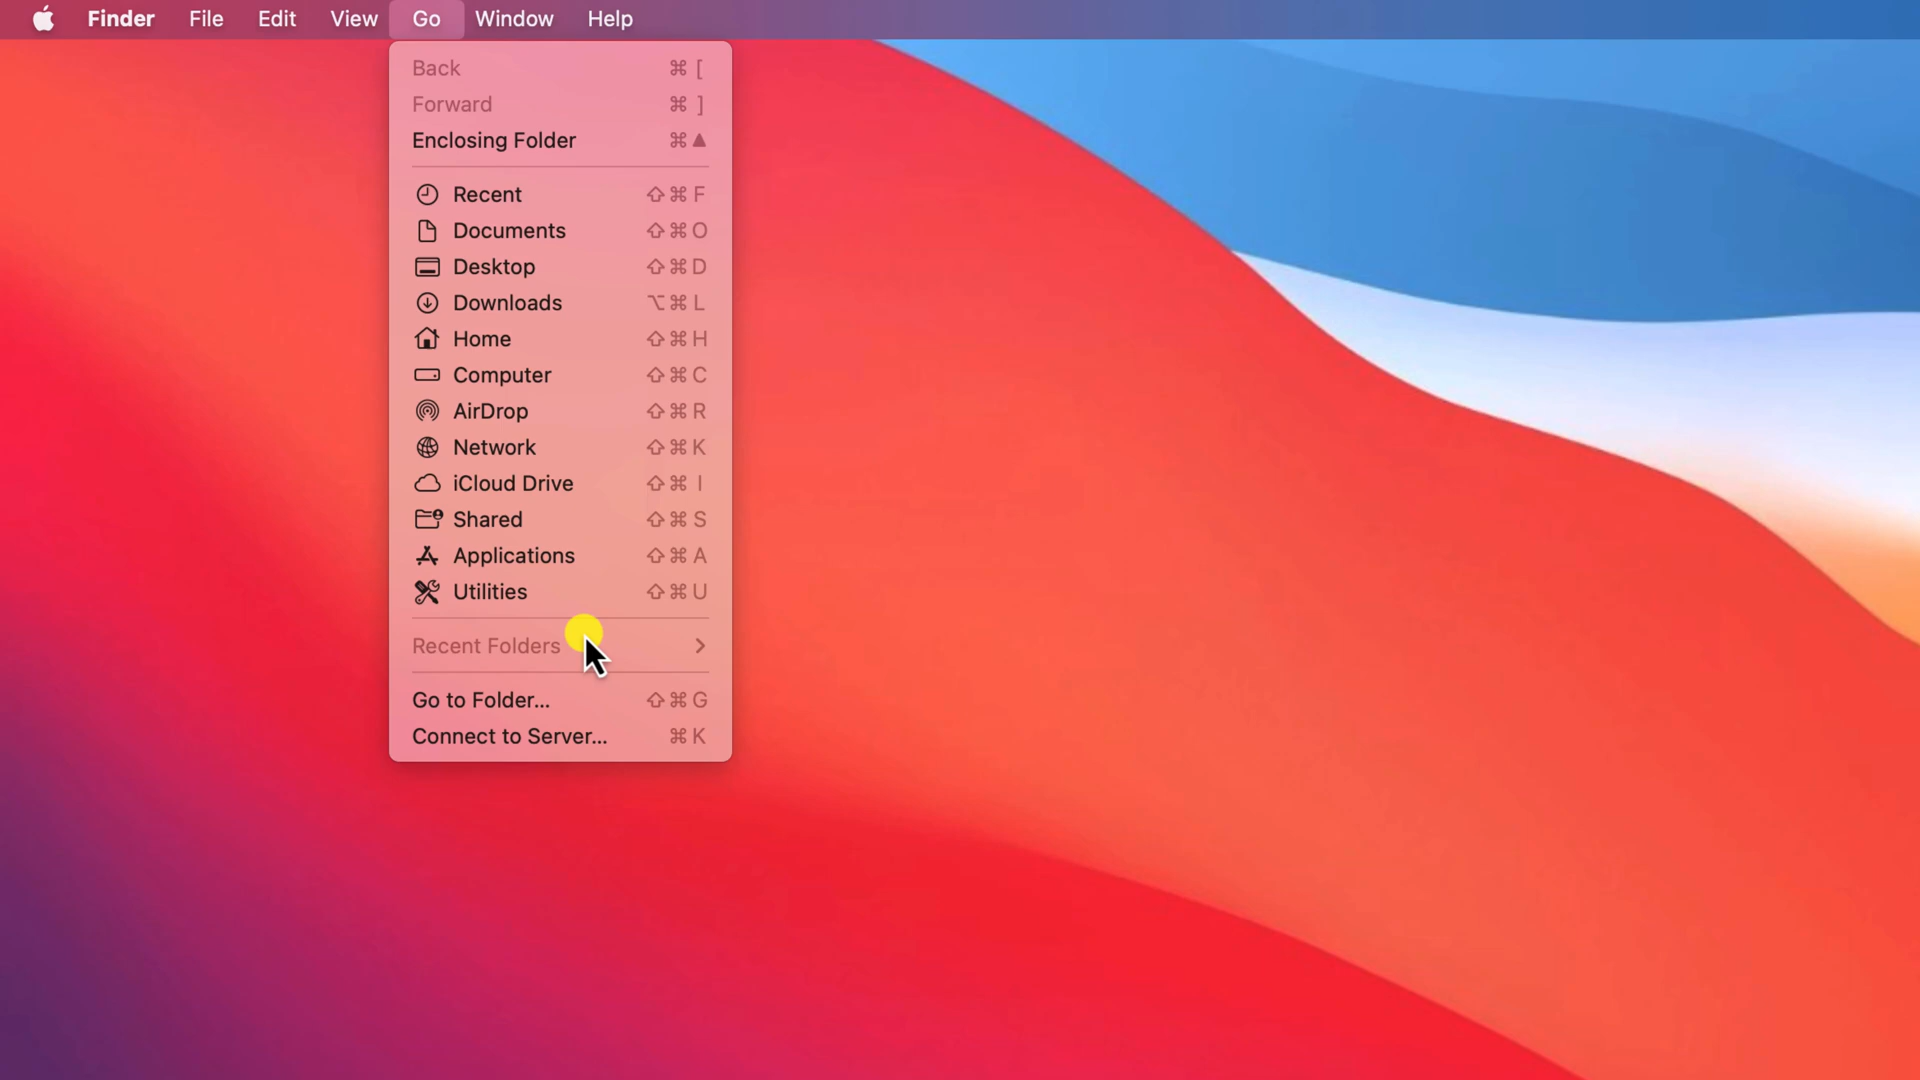 Finder File Edit View Go Window Help
Back ⌘ [
Forward ⌘ ]
Enclosing Folder ⌘ ▲
Recent ⇧ ⌘ F
Documents ⇧ ⌘ O
Desktop ⇧ ⌘ D
Downloads ⌥ ⌘ L
Home ⇧ ⌘ H
Computer ⇧ ⌘ C
AirDrop ⇧ ⌘ R
Network ⇧ ⌘ K
iCloud Drive ⇧ ⌘ I
Shared ⇧ ⌘ S
Applications ⇧ ⌘ A
Utilities ⇧ ⌘ U
Recent Folders >
Go to Folder... ⇧ ⌘ G
Connect to Server... ⌘ K